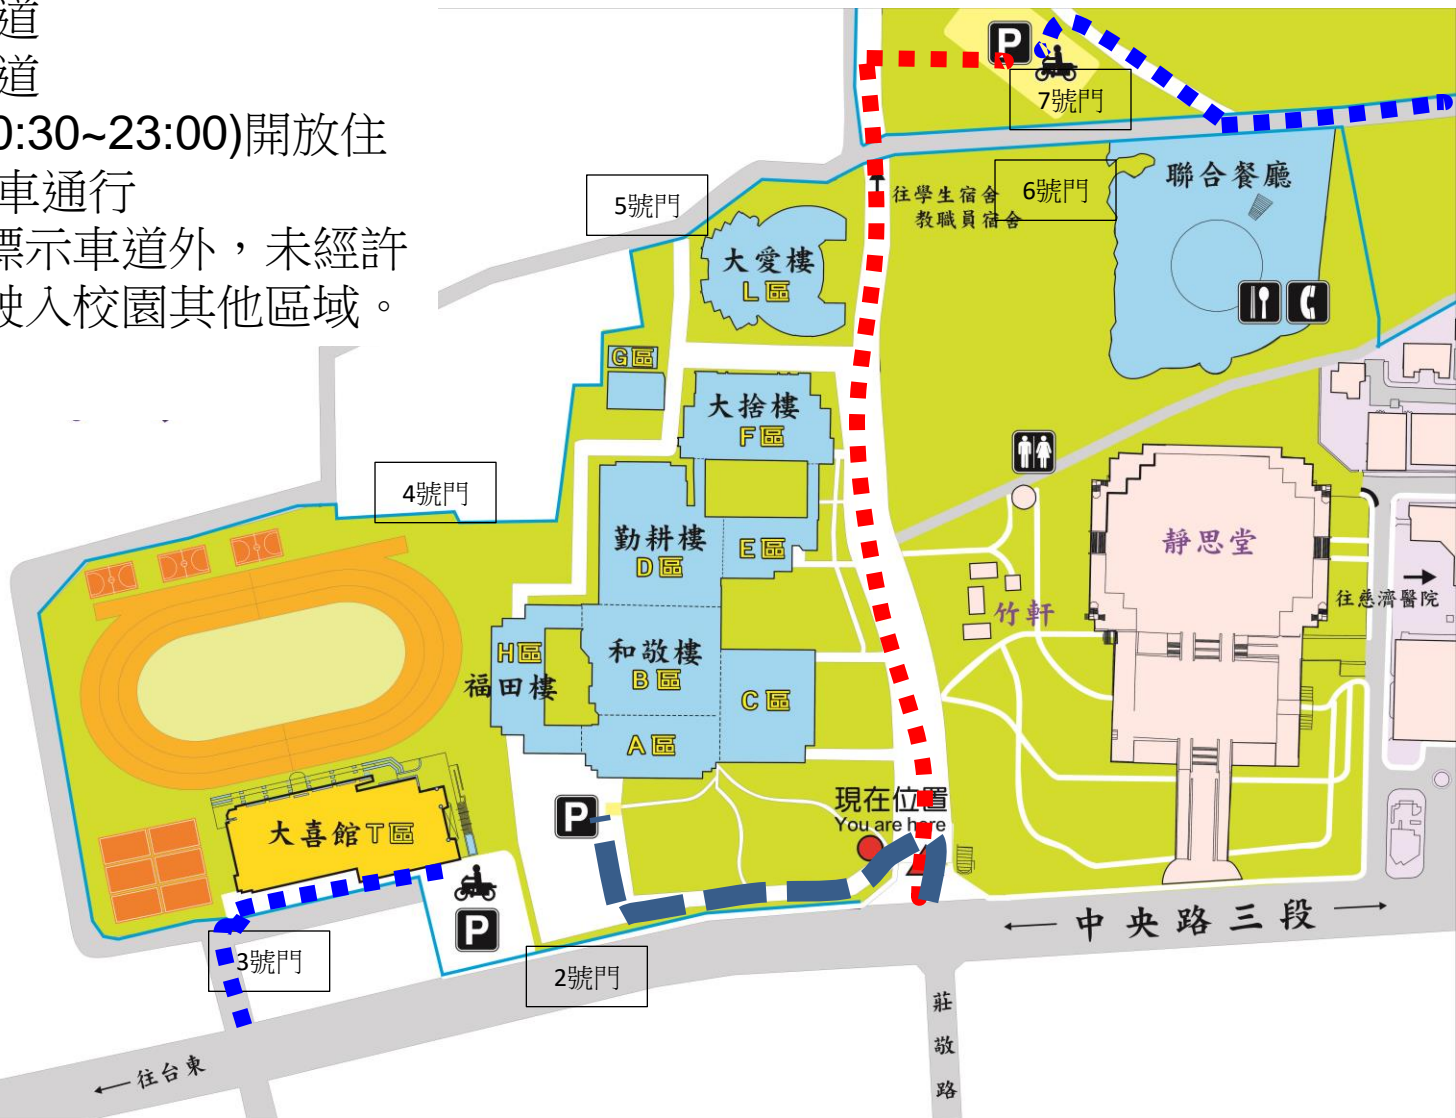 道
道
0:30~23:00)開放住
車通行
標示車道外，未經許
駛入校園其他區域。
P
7號門
6號門
聯合餐廳
往學生宿舍
教職員宿舍
5號門
大愛樓
L區
G區
大捨樓
F區
4號門
勤耕樓
D區
E區
靜思堂
往慈濟醫院
竹軒
H區
福田樓
和敬樓
B區
C區
A區
現在位置
You are here
P
大喜館T區
P
3號門
2號門
中央路三段
莊敬路
往台東